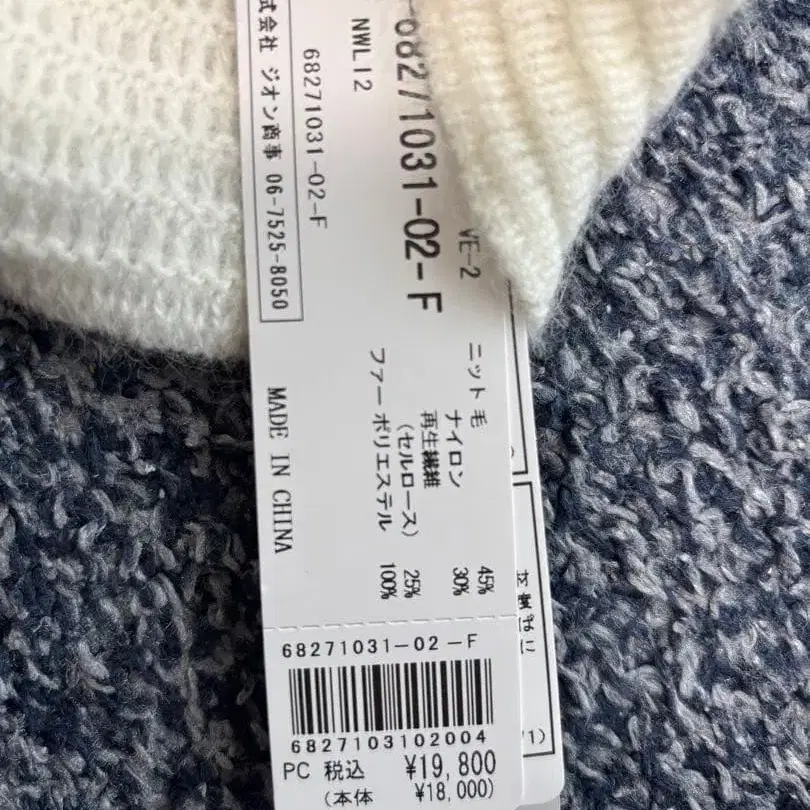 68271031-02-F
NWL12
68271031-02-F
式会社 ジオン商事 06-7525-8050
VE-2
ニット 毛 45%
ナイロン 30%
再生繊維
(セルロース) 25%
ファー ポリエステル 100%
MADE IN CHINA
68271031-02-F
6827103102004
PC 税込 ¥19,800
(本体 ¥18,000)